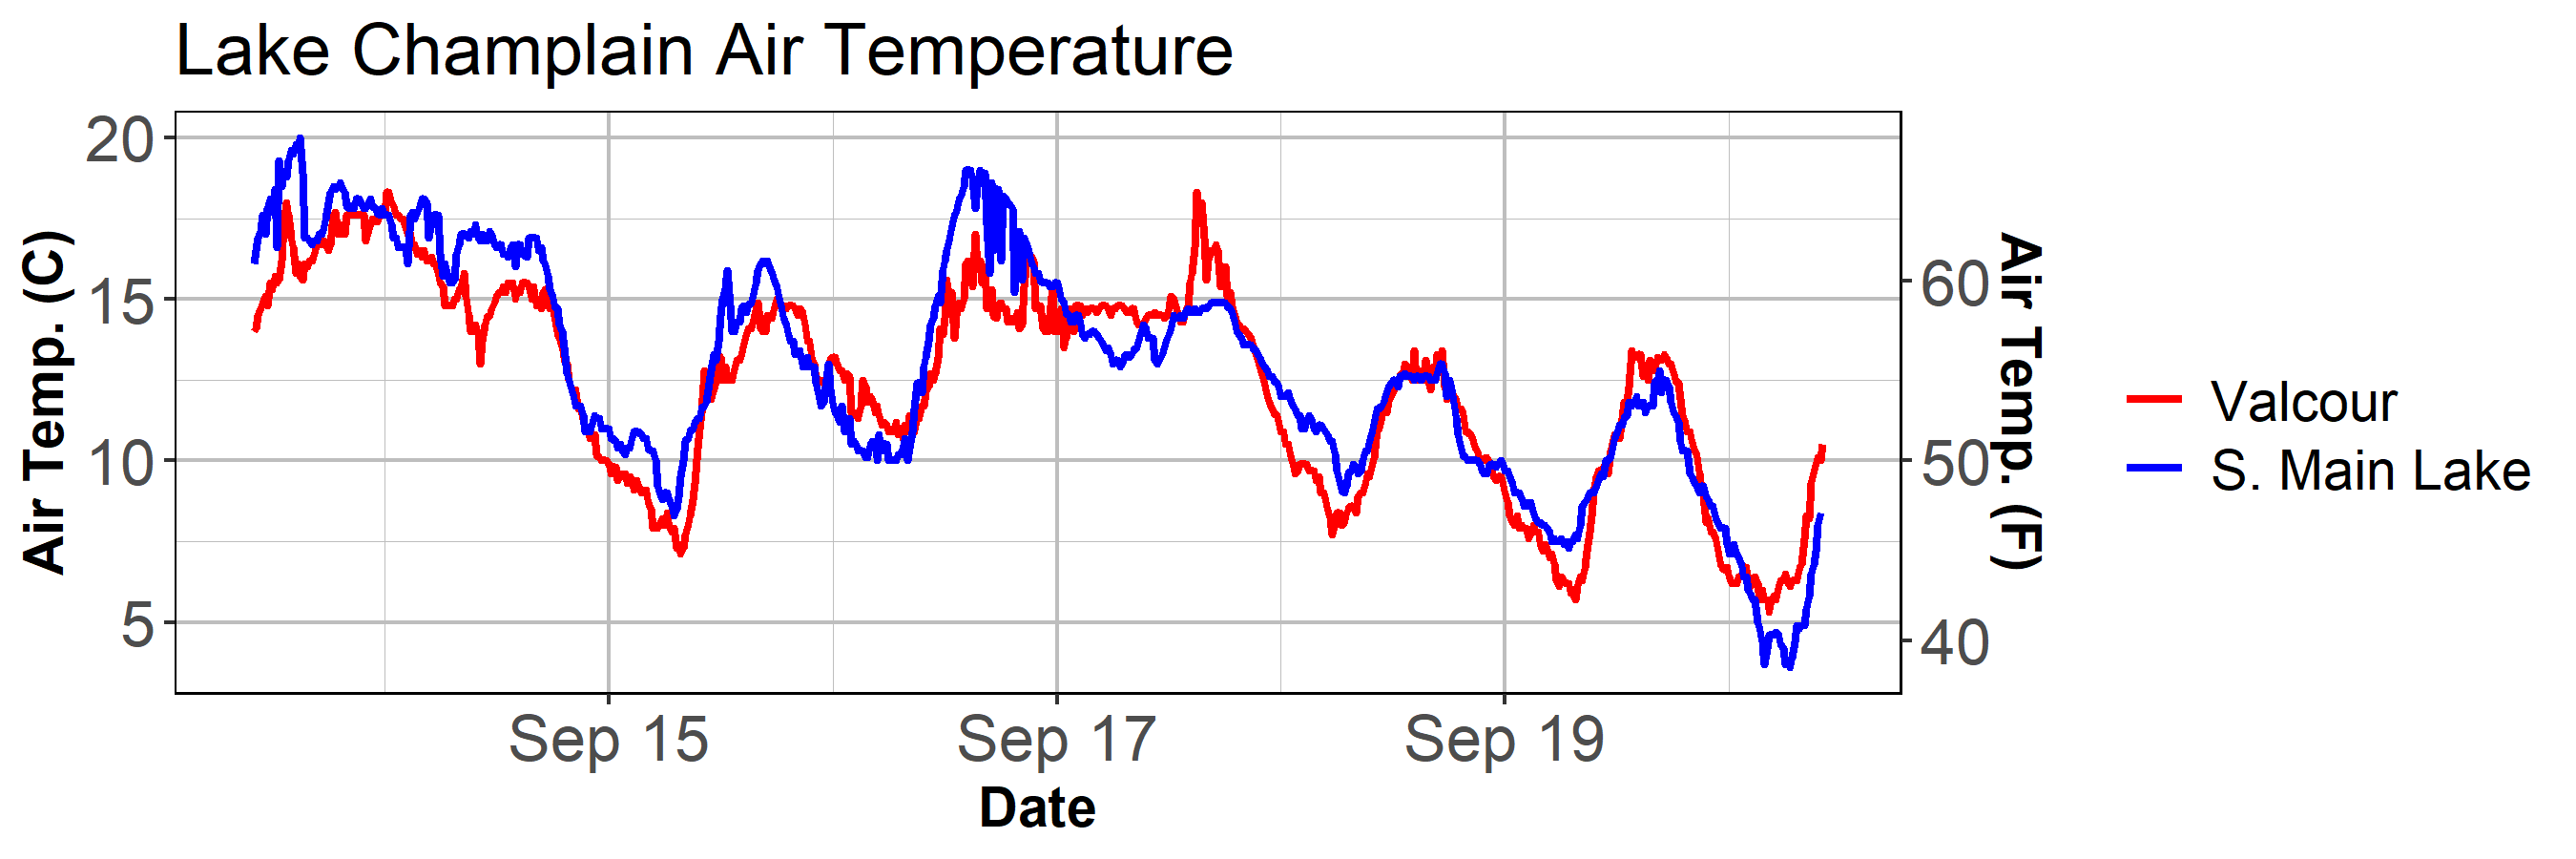 Lake Champlain Air Temperature
Air Temp. (C)
20
15
10
5
60
50
40
Air Temp. (F)
Sep 15
Sep 17
Sep 19
Date
Valcour
S. Main Lake